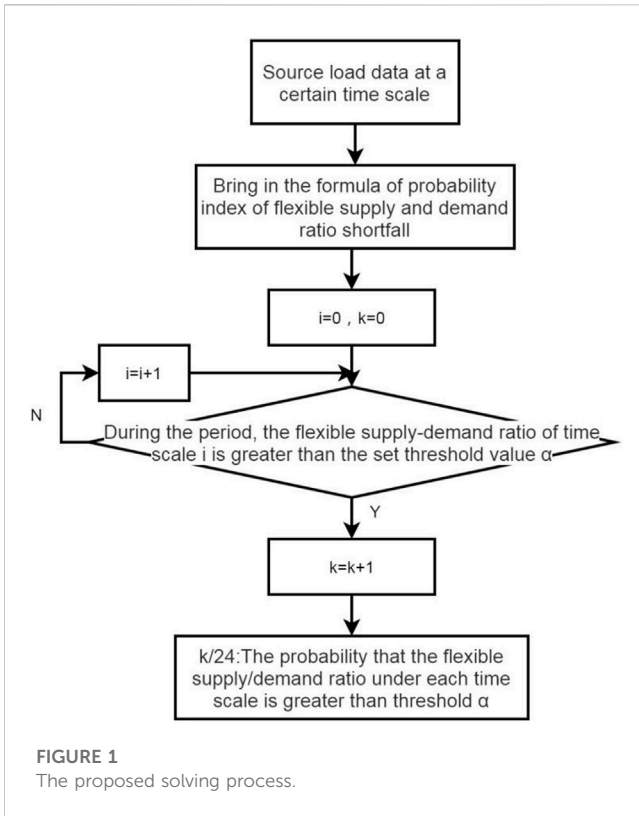 Source load data at a
certain time scale
Bring in the formula of probability
index of flexible supply and demand
ratio shortfall
i=0 , k=0
i=i+1
N
During the period, the flexible supply-demand ratio of time
scale i is greater than the set threshold value α
Y
k=k+1
k/24:The probability that the flexible
supply/demand ratio under each time
scale is greater than threshold α
FIGURE 1
The proposed solving process.